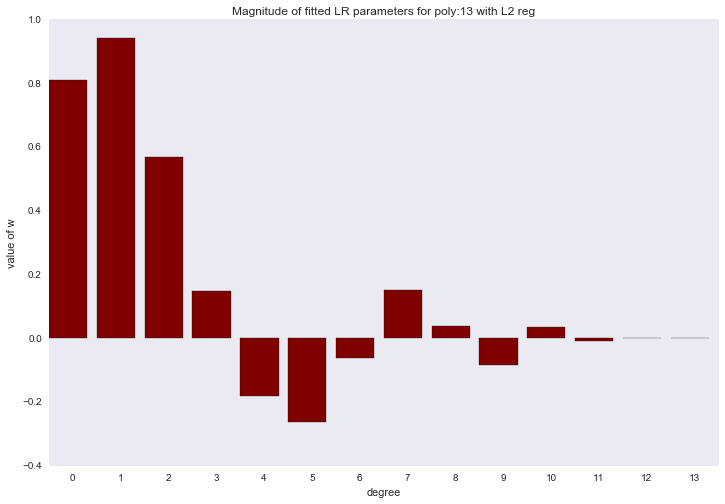 Magnitude of fitted LR parameters for poly:13 with L2 reg
1.0
0.8
0.6
0.4
0.2
0.0
−0.2
−0.4
value of w
0 1 2 3 4 5 6 7 8 9 10 11 12 13
degree